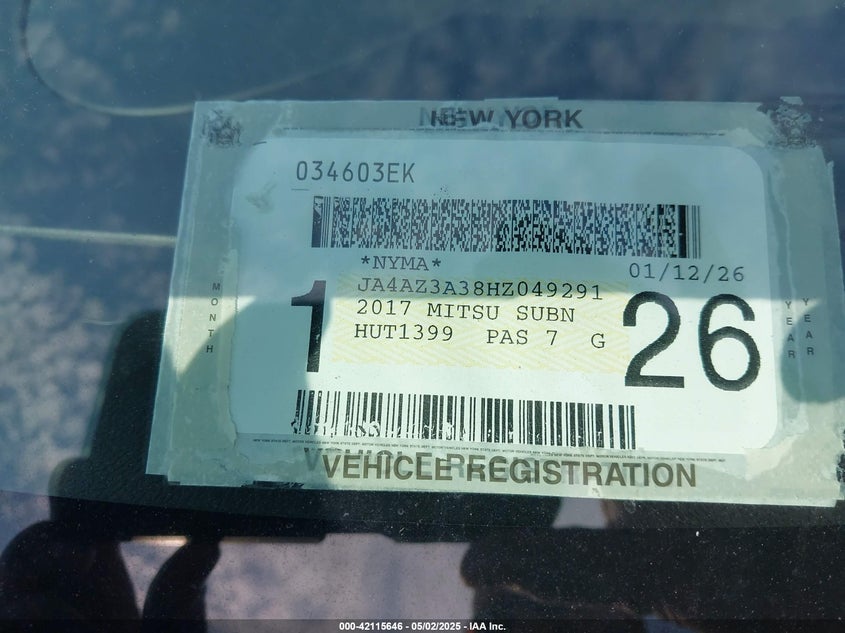 NEW YORK
034603EK
*NYMA*
01/12/26
JA4AZ3A38HZ049291
2017 MITSU SUBN
HUT1399 PAS 7 G
MONTH
1
26
YEAR
YEAR
VEHICLE REGISTRATION
000-42115646 - 05/02/2025 - IAA Inc.